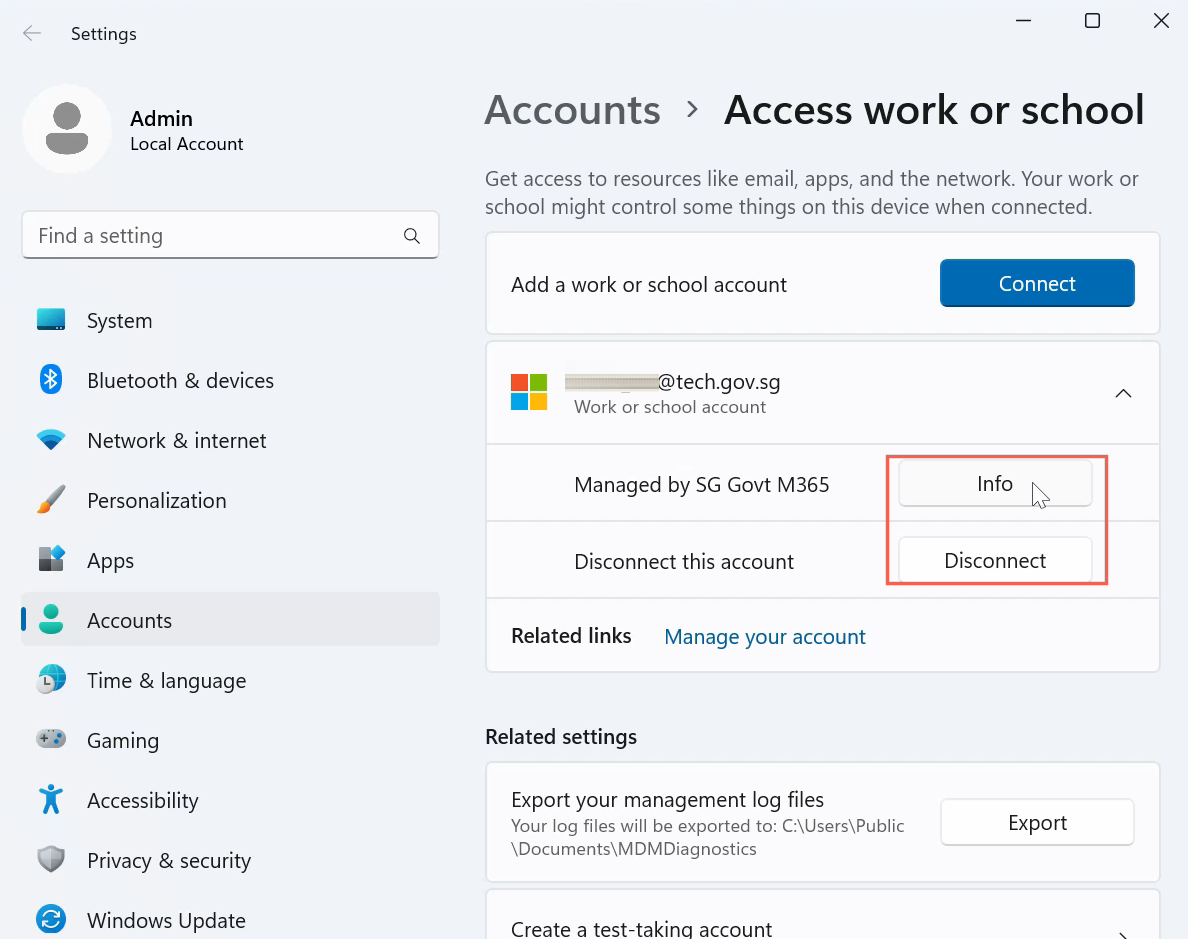 Settings
Admin
Local Account
Find a setting
System
Bluetooth & devices
Network & internet
Personalization
Apps
Accounts
Time & language
Gaming
Accessibility
Privacy & security
Windows Update
Accounts > Access work or school
Get access to resources like email, apps, and the network. Your work or
school might control some things on this device when connected.
Add a work or school account
Connect
@tech.gov.sg
Work or school account
Managed by SG Govt M365
Info
Disconnect this account
Disconnect
Related links Manage your account
Related settings
Export your management log files
Your log files will be exported to: C:\Users\Public
\Documents\MDMDiagnostics
Export
Create a test-taking account